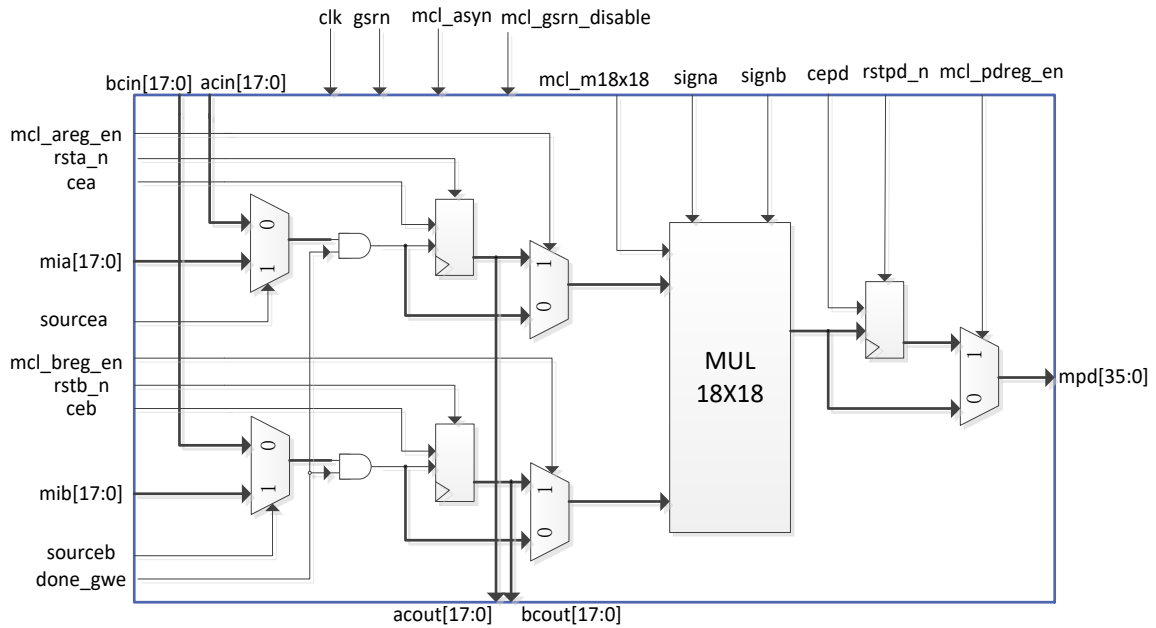 clk gsrn mcl_asyn mcl_gsrn_disable
bcin[17:0] acin[17:0] mcl_m18x18 signa signb cepd rstpd_n mcl_pdreg_en
mcl_areg_en
rsta_n
cea
0
mia[17:0]
1
1
0
sourcea
mcl_breg_en
rstb_n
ceb
MUL
18X18
1
0
mpd[35:0]
0
mib[17:0]
1
1
0
sourceb
done_gwe
acout[17:0] bcout[17:0]